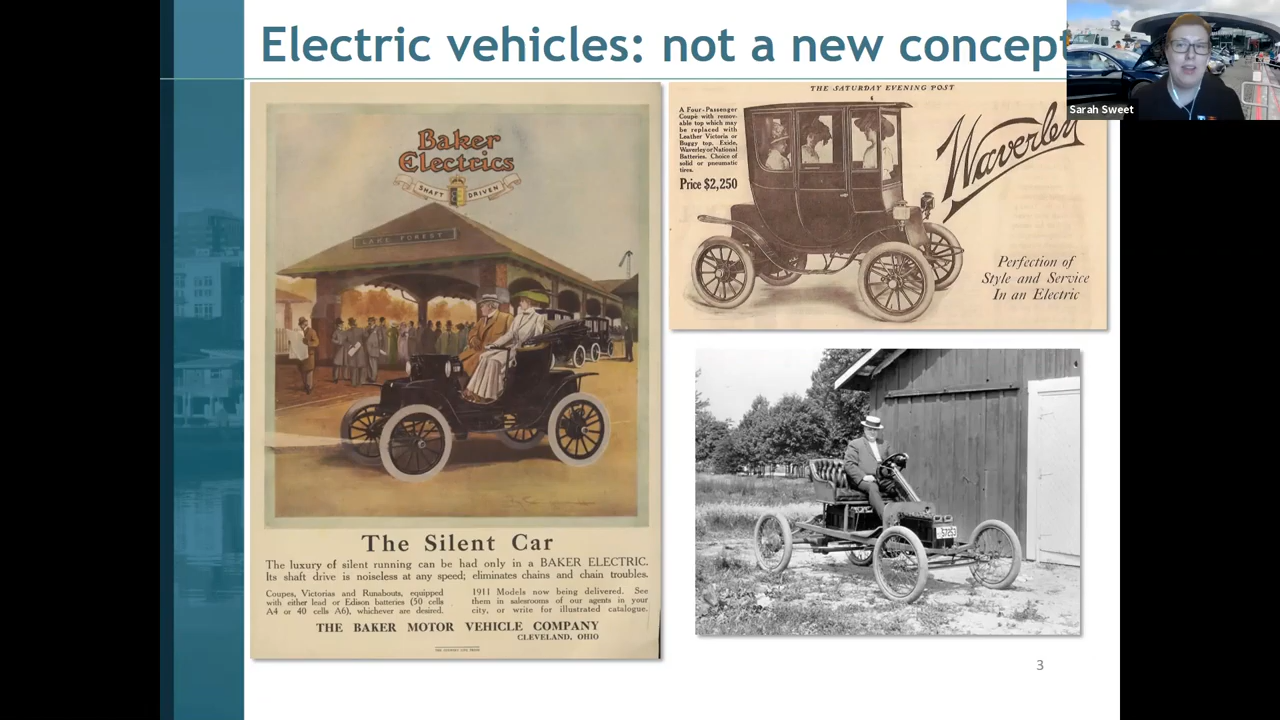 Electric vehicles: not a new concept
Sarah Sweet
Baker
Electrics
SHAFT DRIVEN
LAKE FOREST
The Silent Car
The luxury of silent running can be had only in a BAKER ELECTRIC.
Its shaft drive is noiseless at any speed; eliminates chains and chain troubles.
Coupes, Victorias and Runabouts, equipped
with either lead or Edison batteries (50 cells
A4 or 40 cells A6), whichever are desired.
1911 Models now being delivered. See
them in salesrooms of our agents in your
city, or write for illustrated catalogue.
THE BAKER MOTOR VEHICLE COMPANY
CLEVELAND, OHIO
THE SATURDAY EVENING POST
A Four-Passenger
Coupé with remov-
able top which may
be replaced with
Leather Victoria or
Buggy top. Exide,
Waverley or National
Batteries. Choice of
solid or pneumatic
tires.
Price $2,250
Waverley
Perfection of
Style and Service
In an Electric
3